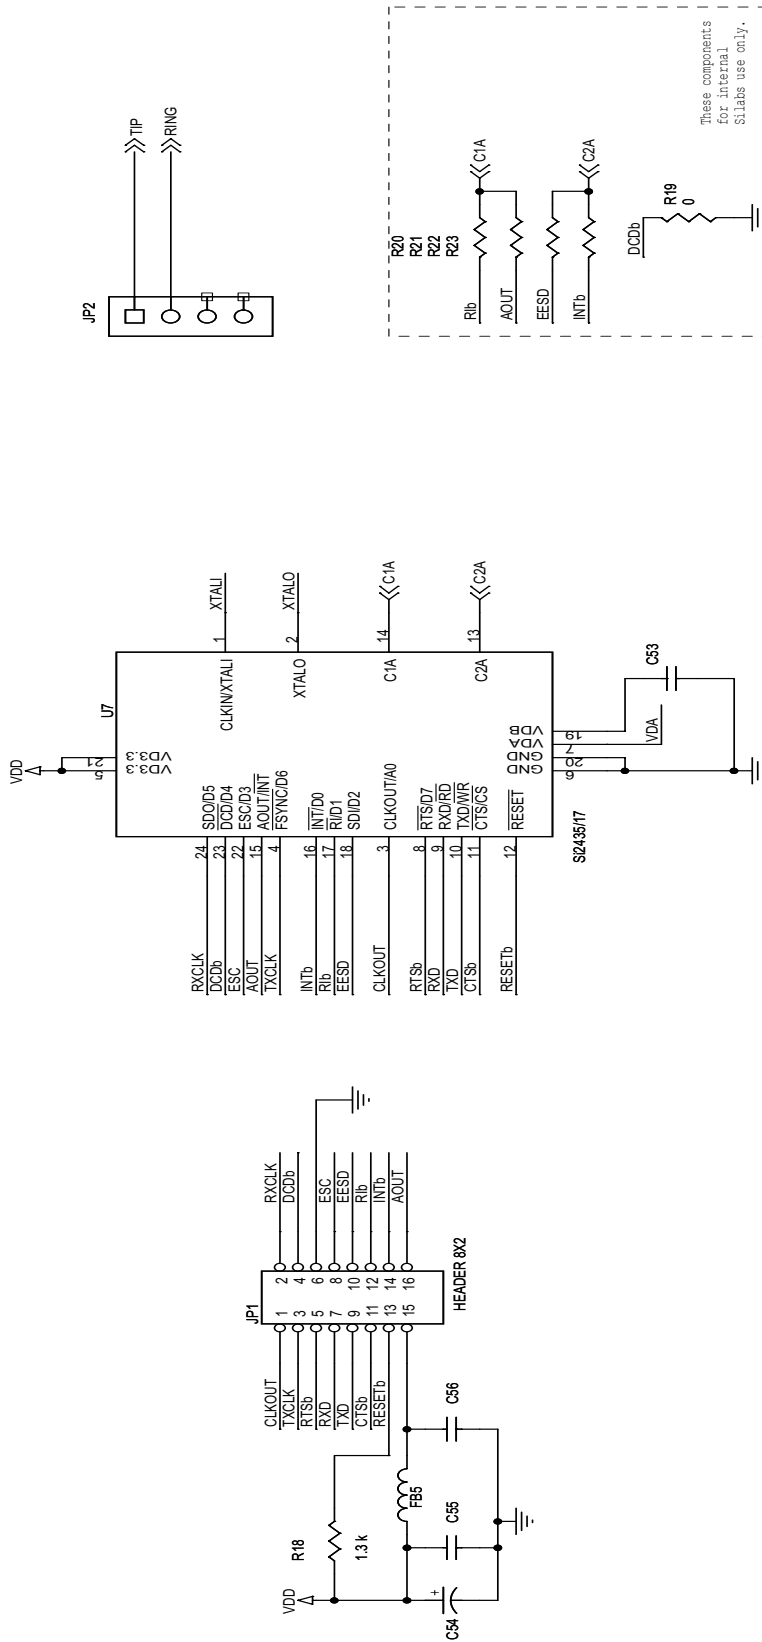 JP2
TIP
RING
These components
for internal
Silabs use only.
R20
R21
R22
R23
RIb
AOUT
EESD
INTb
C1A
C2A
DCDb
R19
0
VDD
U7
5
21
VD3.3
VD3.3
24 SDO/D5
23 DCD/D4
22 ESC/D3
15 AOUT/INT
4 FSYNC/D6
16 INT/D0
17 RI/D1
18 SDI/D2
3 CLKOUT/A0
8 RTS/D7
9 RXD/RD
10 TXD/WR
11 CTS/CS
12 RESET
RXCLK
DCDb
ESC
AOUT
TXCLK
INTb
RIb
EESD
CLKOUT
RTSb
RXD
TXD
CTSb
RESETb
CLKIN/XTALI
1
XTALI
XTALO
2
XTALO
C1A
14
C1A
C2A
13
C2A
GND
GND
VDA
VDB
6
20
7
19
VDA
C53
Si2435/17
JP1
HEADER 8X2
1 2
3 4
5 6
7 8
9 10
11 12
13 14
15 16
RXCLK
DCDb
ESC
EESD
RIb
INTb
AOUT
CLKOUT
TXCLK
RTSb
RXD
TXD
CTSb
RESETb
VDD
R18
1.3 k
FB5
+
C54
C55
C56